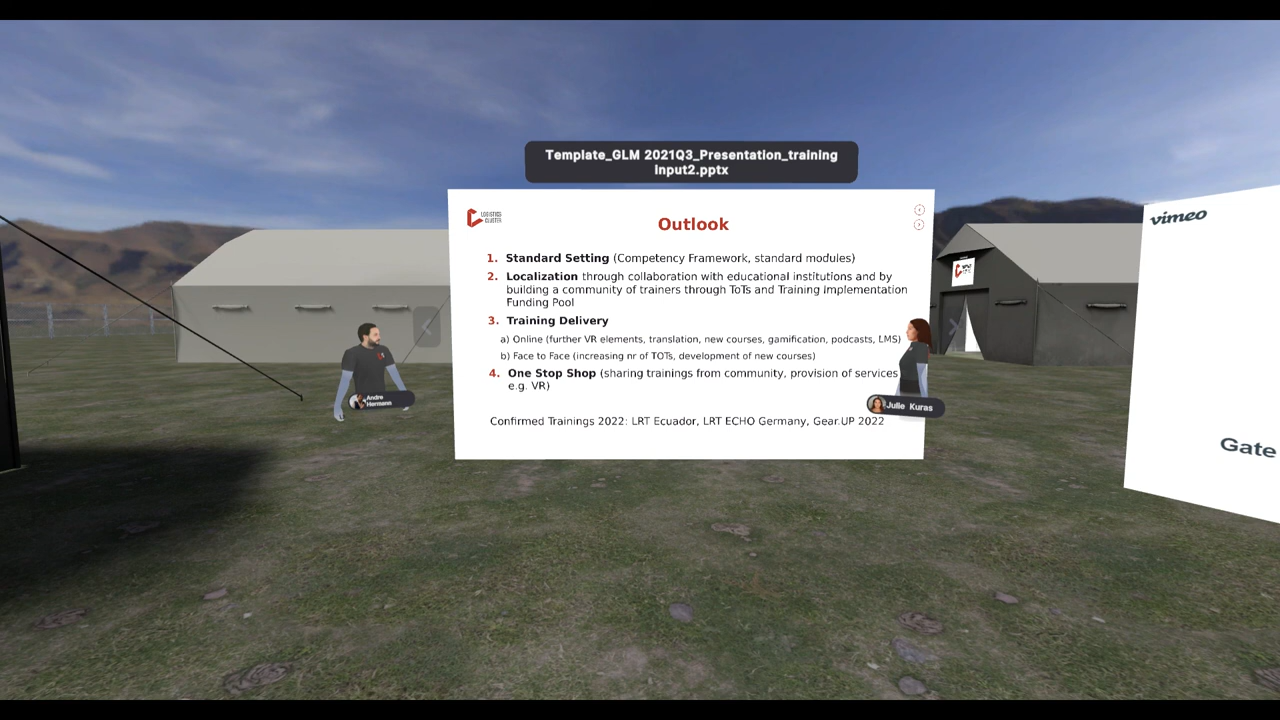 Template_GLM 2021Q3_Presentation_training
input2.pptx
LOGISTICS
CLUSTER
Outlook
1. Standard Setting (Competency Framework, standard modules)
2. Localization through collaboration with educational institutions and by
building a community of trainers through ToTs and Training Implementation
Funding Pool
3. Training Delivery
a) Online (further VR elements, translation, new courses, gamification, podcasts, LMS)
b) Face to Face (increasing nr of TOTs, development of new courses)
4. One Stop Shop (sharing trainings from community, provision of services
e.g. VR)
Confirmed Trainings 2022: LRT Ecuador, LRT ECHO Germany, Gear.UP 2022
Andre
Hermann
Julie Kuras
vimeo
Gate